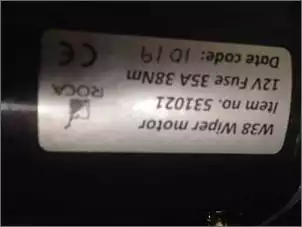 W38 Wiper motor
Item no. 531021
12V Fuse 35A 38Nm
Date code: 10 19
ROCA
CE